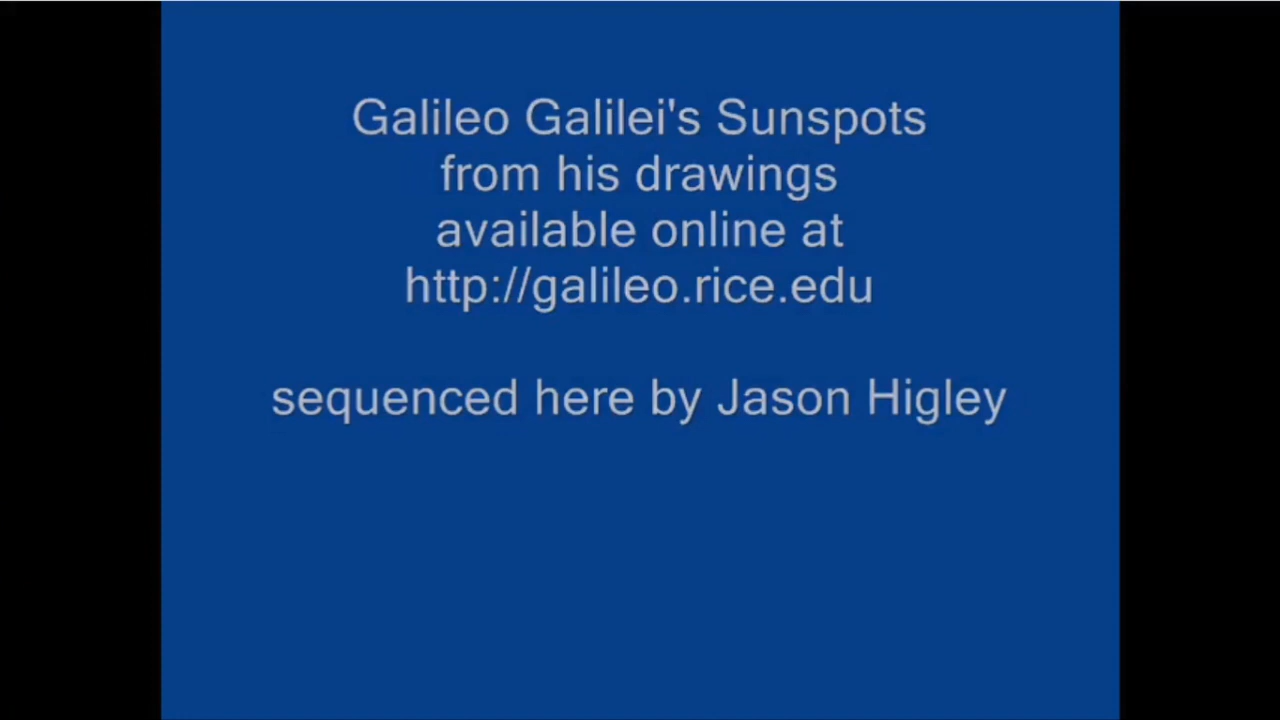 Galileo Galilei's Sunspots
from his drawings
available online at
http://galileo.rice.edu
sequenced here by Jason Higley